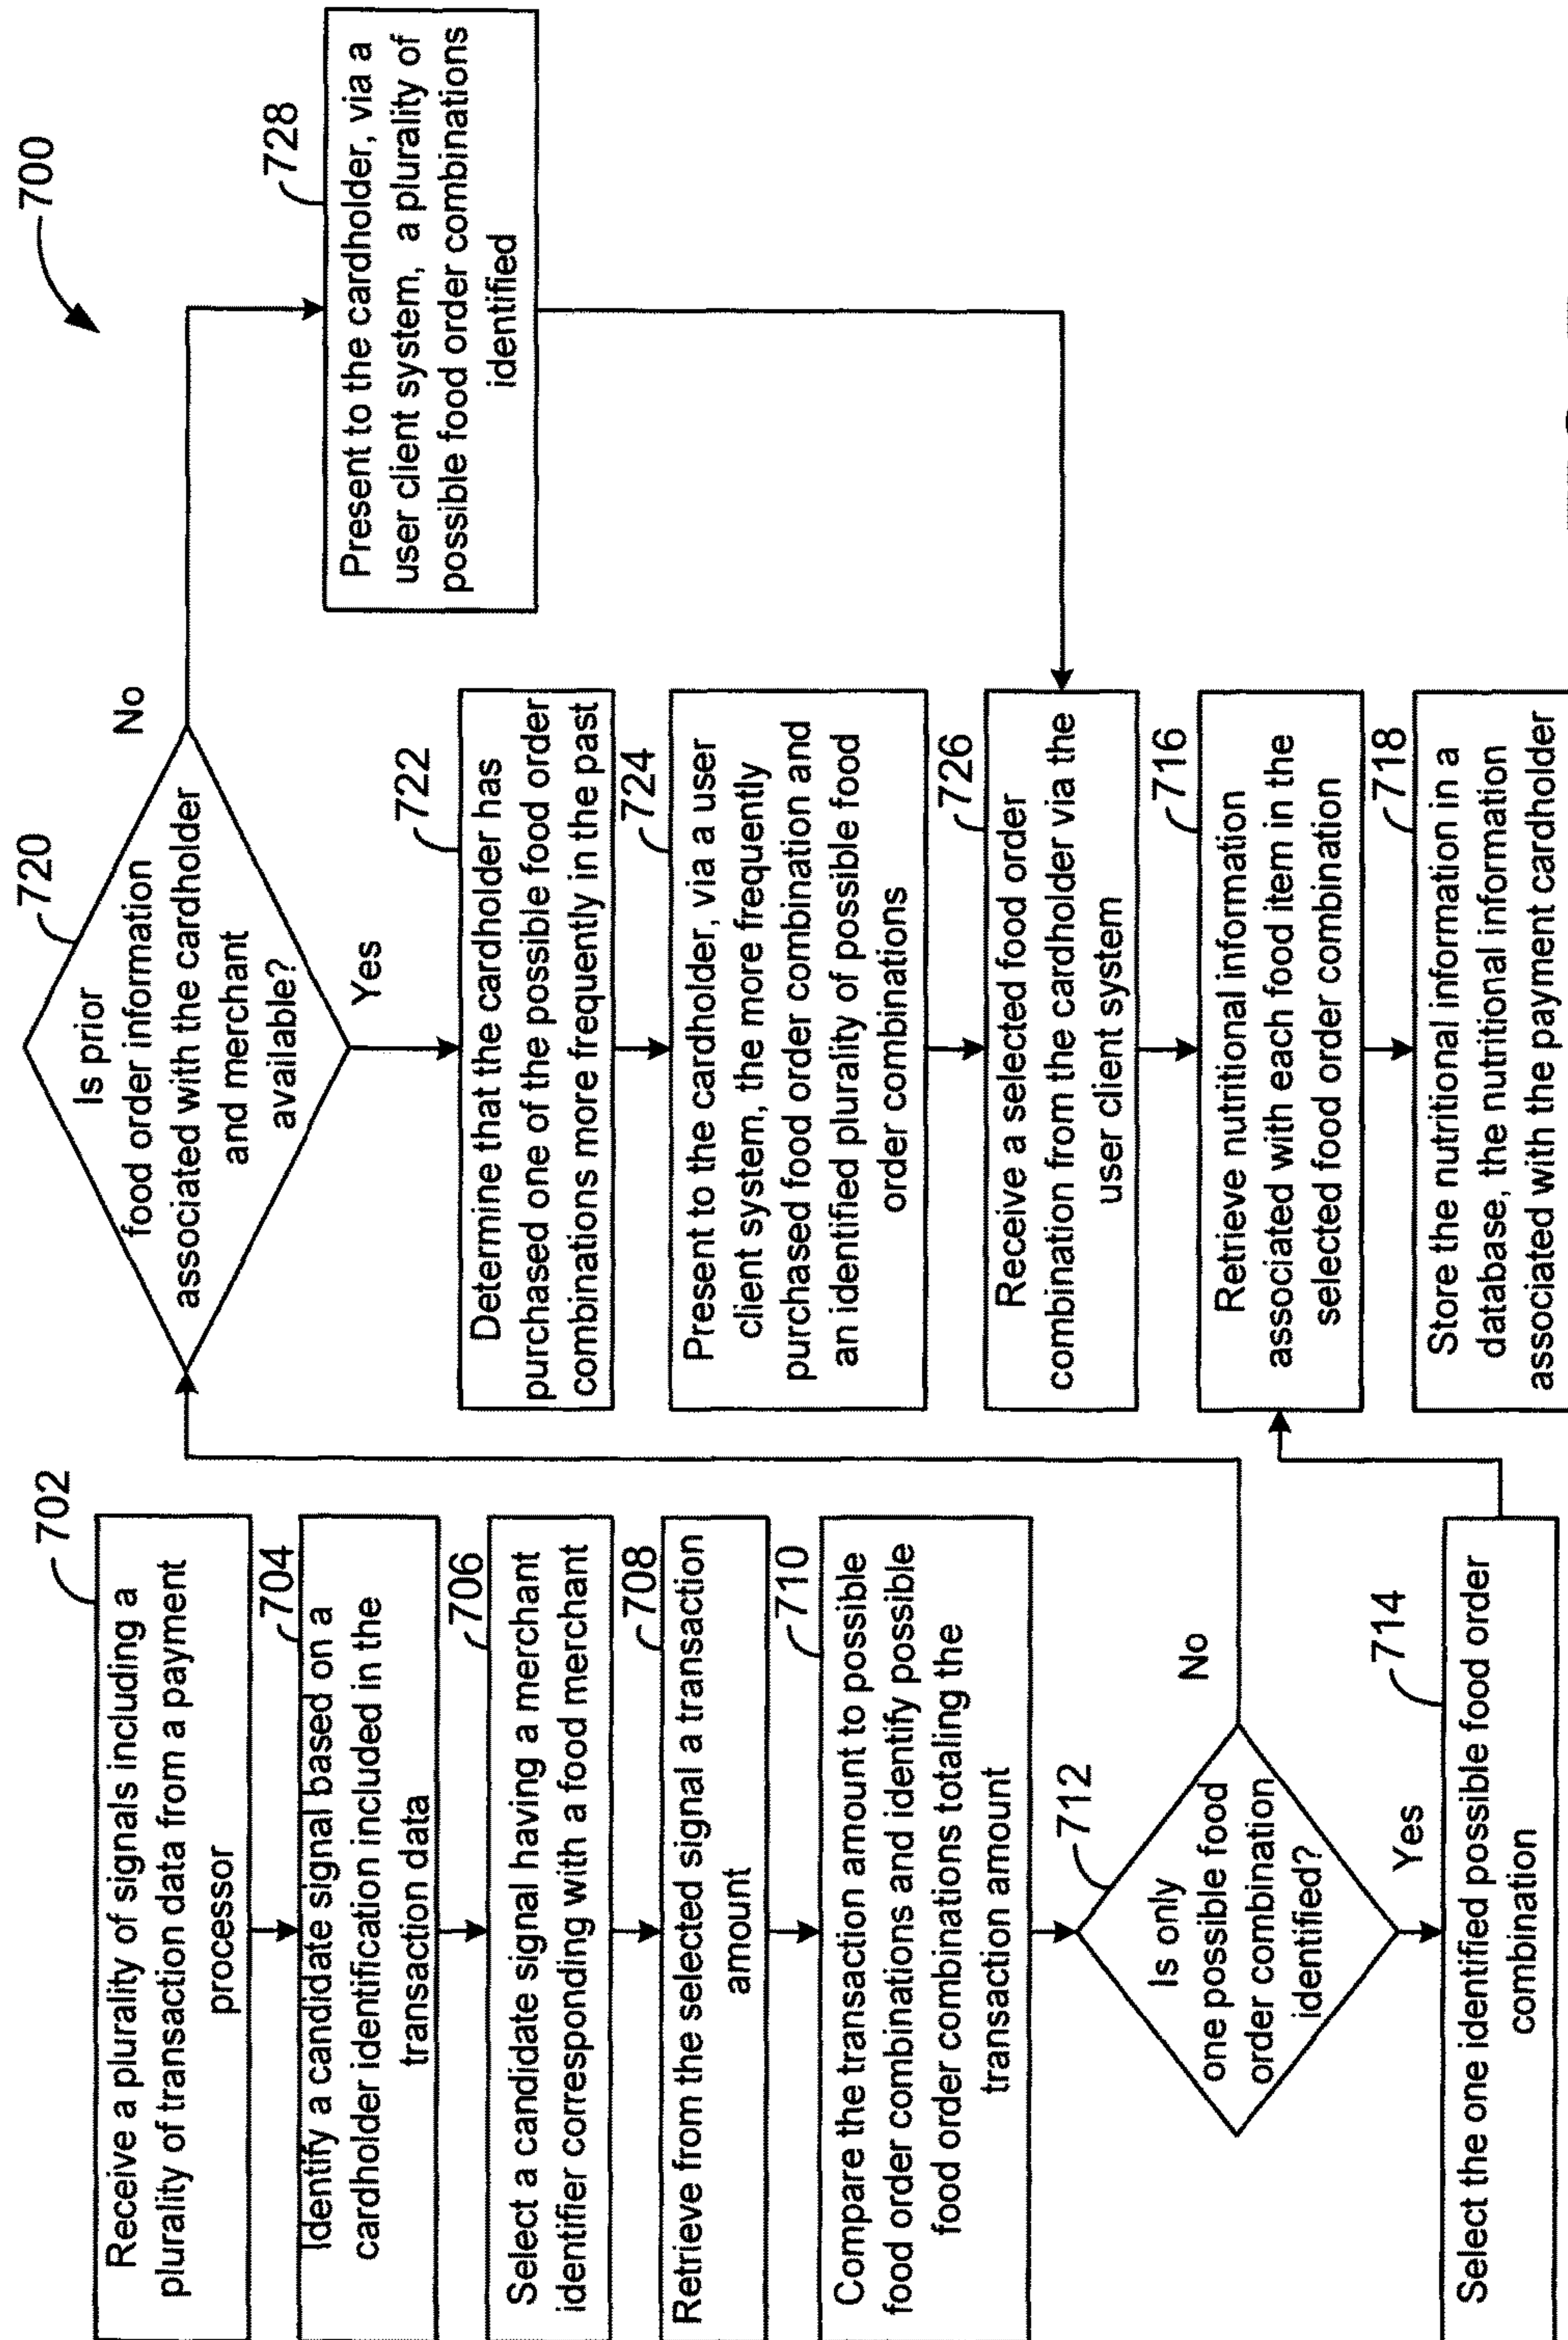 700
702
Receive a plurality of signals including a
plurality of transaction data from a payment
processor
704
Identify a candidate signal based on a
cardholder identification included in the
transaction data
706
Select a candidate signal having a merchant
identifier corresponding with a food merchant
708
Retrieve from the selected signal a transaction
amount
710
Compare the transaction amount to possible
food order combinations and identify possible
food order combinations totaling the
transaction amount
712
Is only
one possible food
order combination
identified?
No
Yes
714
Select the one identified possible food order
combination
720
Is prior
food order information
associated with the cardholder
and merchant
available?
No
Yes
722
Determine that the cardholder has
purchased one of the possible food order
combinations more frequently in the past
724
Present to the cardholder, via a user
client system, the more frequently
purchased food order combination and
an identified plurality of possible food
order combinations
726
Receive a selected food order
combination from the cardholder via the
user client system
716
Retrieve nutritional information
associated with each food item in the
selected food order combination
718
Store the nutritional information in a
database, the nutritional information
associated with the payment cardholder
728
Present to the cardholder, via a
user client system, a plurality of
possible food order combinations
identified